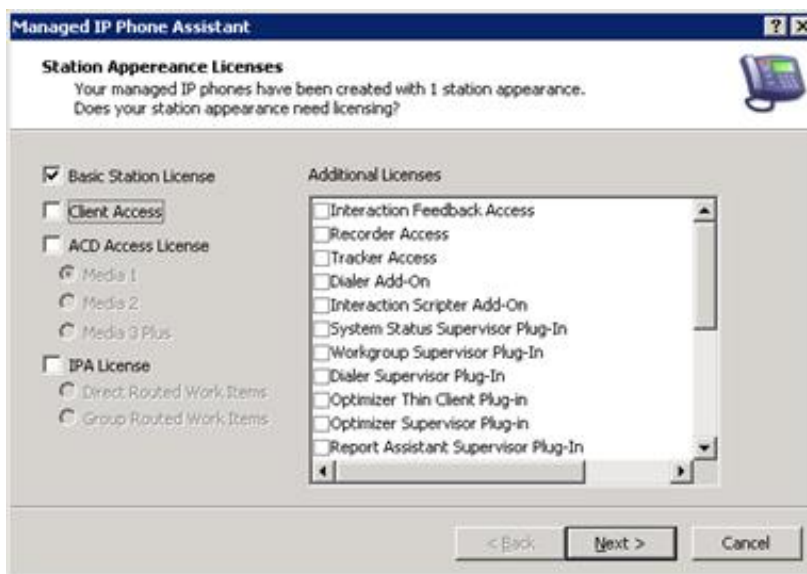 Managed IP Phone Assistant
Station Appereance Licenses
Your managed IP phones have been created with 1 station appearance.
Does your station appearance need licensing?
Basic Station License
Client Access
ACD Access License
Media 1
Media 2
Media 3 Plus
IPA License
Direct Routed Work Items
Group Routed Work Items
Additional Licenses
Interaction Feedback Access
Recorder Access
Tracker Access
Dialer Add-On
Interaction Scripter Add-On
System Status Supervisor Plug-In
Workgroup Supervisor Plug-In
Dialer Supervisor Plug-In
Optimizer Thin Client Plug-in
Optimizer Supervisor Plug-in
Report Assistant Supervisor Plug-In
< Back
Next >
Cancel